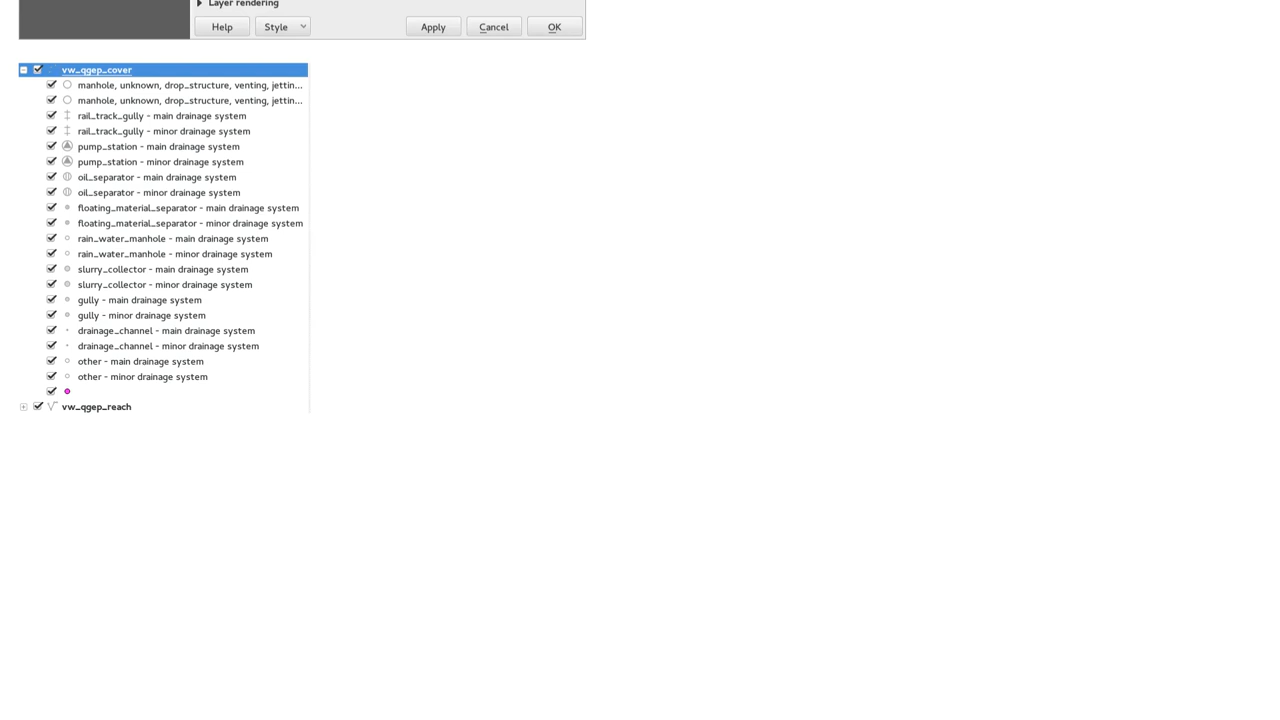 Layer rendering
Help Style Apply Cancel OK
vw_qgep_cover
manhole, unknown, drop_structure, venting, jettin...
manhole, unknown, drop_structure, venting, jettin...
rail_track_gully - main drainage system
rail_track_gully - minor drainage system
pump_station - main drainage system
pump_station - minor drainage system
oil_separator - main drainage system
oil_separator - minor drainage system
floating_material_separator - main drainage system
floating_material_separator - minor drainage system
rain_water_manhole - main drainage system
rain_water_manhole - minor drainage system
slurry_collector - main drainage system
slurry_collector - minor drainage system
gully - main drainage system
gully - minor drainage system
drainage_channel - main drainage system
drainage_channel - minor drainage system
other - main drainage system
other - minor drainage system
vw_qgep_reach